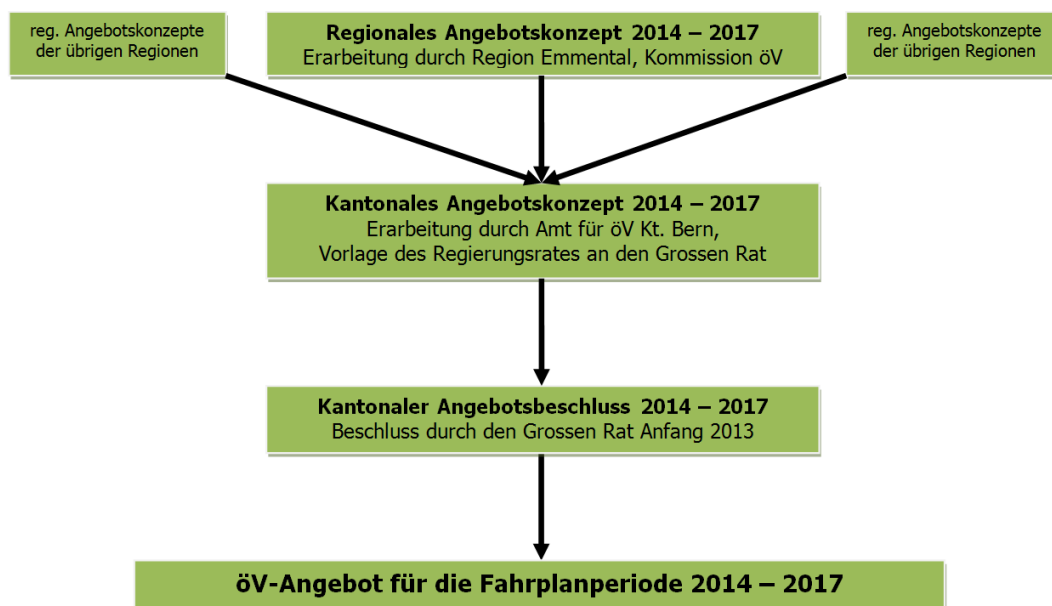 reg. Angebotskonzepte
der übrigen Regionen
Regionales Angebotskonzept 2014 – 2017
Erarbeitung durch Region Emmental, Kommission öV
reg. Angebotskonzepte
der übrigen Regionen
Kantonales Angebotskonzept 2014 – 2017
Erarbeitung durch Amt für öV Kt. Bern,
Vorlage des Regierungsrates an den Grossen Rat
Kantonaler Angebotsbeschluss 2014 – 2017
Beschluss durch den Grossen Rat Anfang 2013
öV-Angebot für die Fahrplanperiode 2014 – 2017